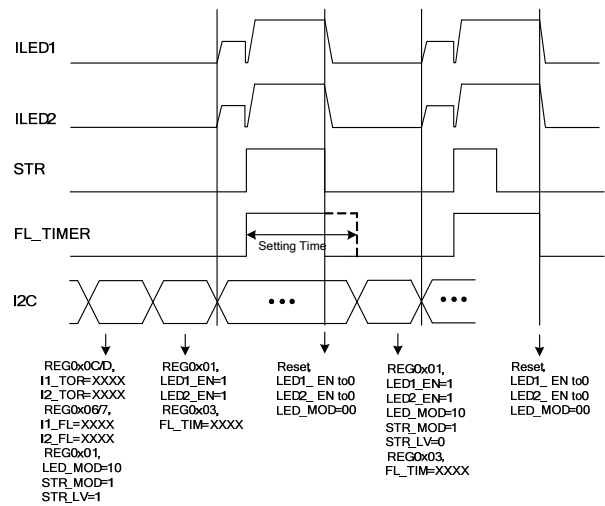 ILED1
ILED2
STR
FL_TIMER
Setting Time
I2C
REG0x0C/D,
I1_TOR=XXXX
I2_TOR=XXXX
REG0x06/7,
I1_FL=XXXX
I2_FL=XXXX
REG0x01,
LED_MOD=10
STR_MOD=1
STR_LV=1
REG0x01,
LED1_EN=1
LED2_EN=1
REG0x03,
FL_TIM=XXXX
Reset,
LED1_ EN to0
LED2_ EN to0
LED_MOD=00
REG0x01,
LED1_EN=1
LED2_EN=1
LED_MOD=10
STR_MOD=1
STR_LV=0
REG0x03,
FL_TIM=XXXX
Reset,
LED1_ EN to0
LED2_ EN to0
LED_MOD=00